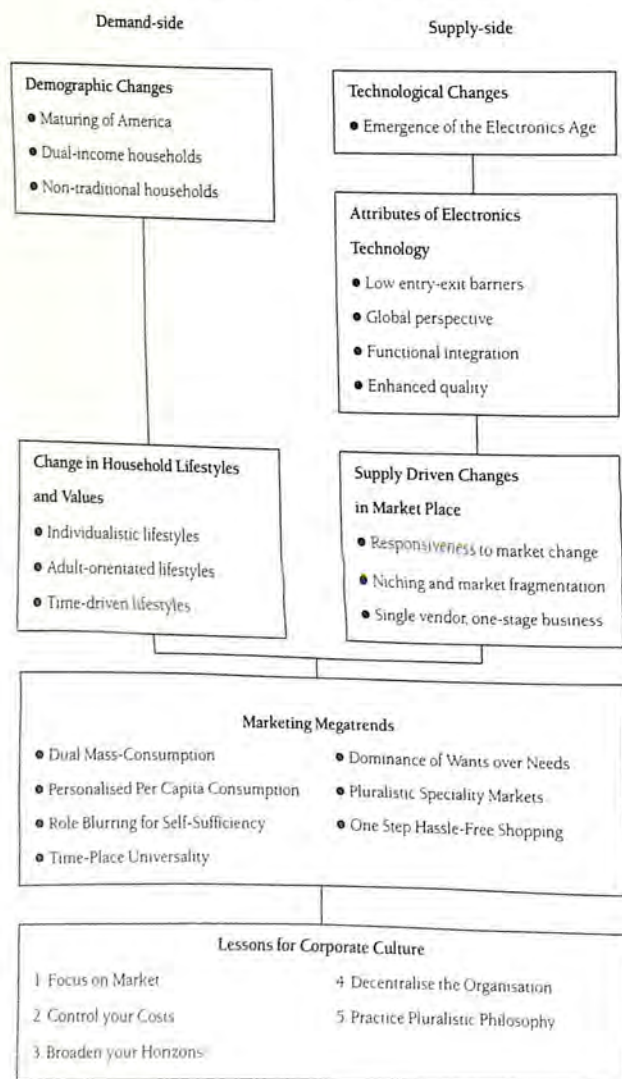 Demand-side
Supply-side
Demographic Changes
• Maturing of America
• Dual-income households
• Non-traditional households
Technological Changes
• Emergence of the Electronics Age
Attributes of Electronics
Technology
• Low entry-exit barriers
• Global perspective
• Functional integration
• Enhanced quality
Change in Household Lifestyles
and Values
• Individualistic lifestyles
• Adult-orientated lifestyles
• Time-driven lifestyles
Supply Driven Changes
in Market Place
• Responsiveness to market change
• Niching and market fragmentation
• Single vendor, one-stage business
Marketing Megatrends
• Dual Mass-Consumption
• Personalised Per Capita Consumption
• Role Blurring for Self-Sufficiency
• Time-Place Universality
• Dominance of Wants over Needs
• Pluralistic Speciality Markets
• One Step Hassle-Free Shopping
Lessons for Corporate Culture
1 Focus on Market
2 Control your Costs
3 Broaden your Horizons
4 Decentralise the Organisation
5 Practice Pluralistic Philosophy